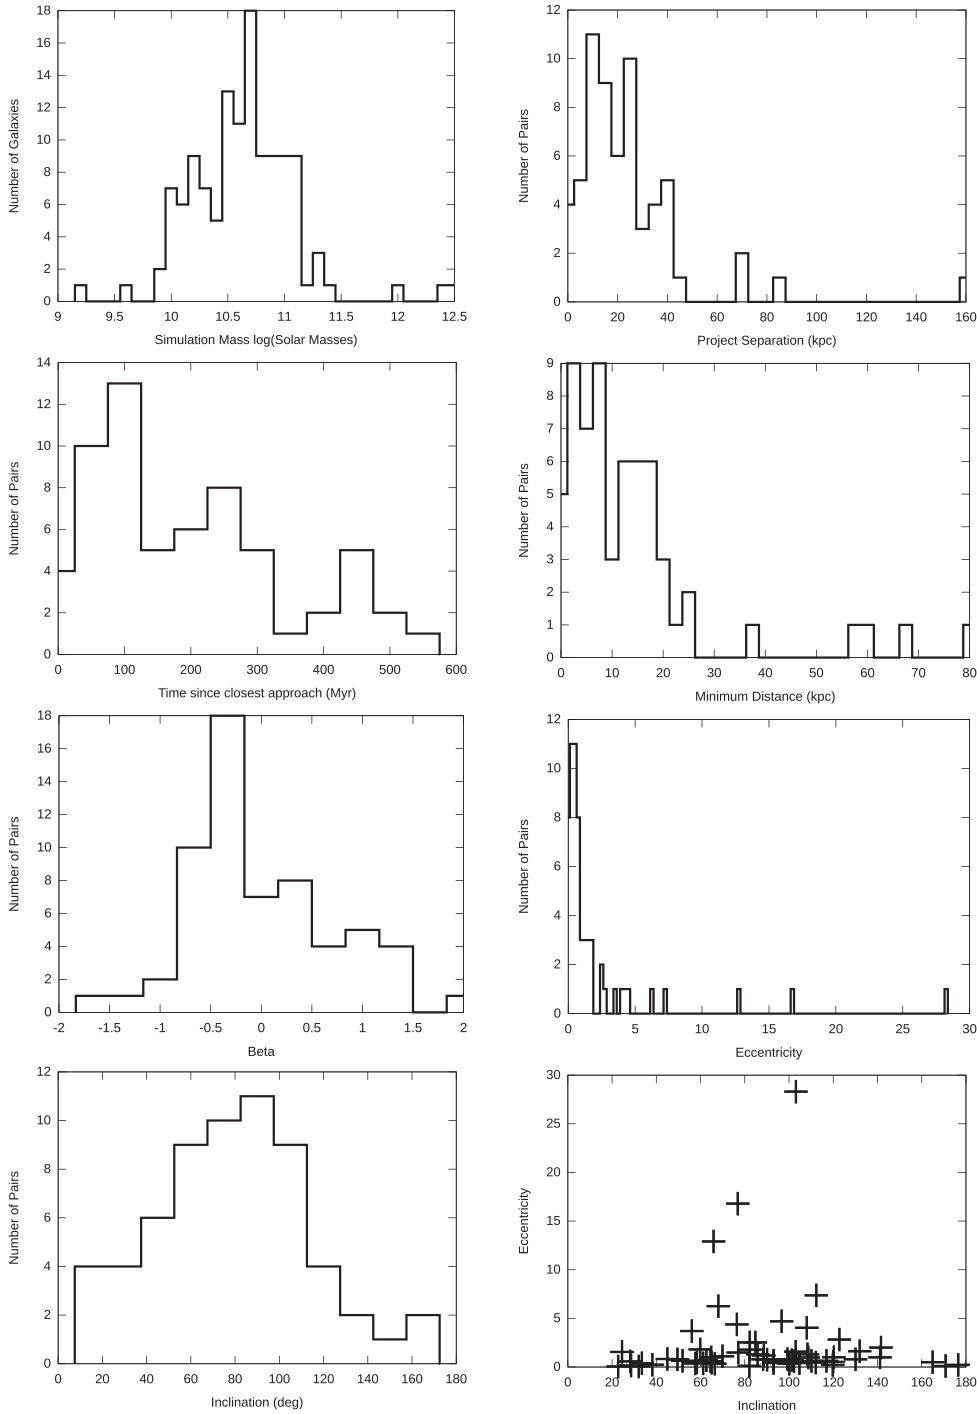 18
16
14
12
10
8
6
4
2
0
Number of Galaxies
9 9.5 10 10.5 11 11.5 12 12.5
Simulation Mass log(Solar Masses)
12
10
8
6
4
2
0
Number of Pairs
0 20 40 60 80 100 120 140 160
Project Separation (kpc)
14
12
10
8
6
4
2
0
Number of Pairs
0 100 200 300 400 500 600
Time since closest approach (Myr)
9
8
7
6
5
4
3
2
1
0
Number of Pairs
0 10 20 30 40 50 60 70 80
Minimum Distance (kpc)
18
16
14
12
10
8
6
4
2
0
Number of Pairs
-2 -1.5 -1 -0.5 0 0.5 1 1.5 2
Beta
12
10
8
6
4
2
0
Number of Pairs
0 5 10 15 20 25 30
Eccentricity
12
10
8
6
4
2
0
Number of Pairs
0 20 40 60 80 100 120 140 160 180
Inclination (deg)
30
25
20
15
10
5
0
Eccentricity
0 20 40 60 80 100 120 140 160 180
Inclination